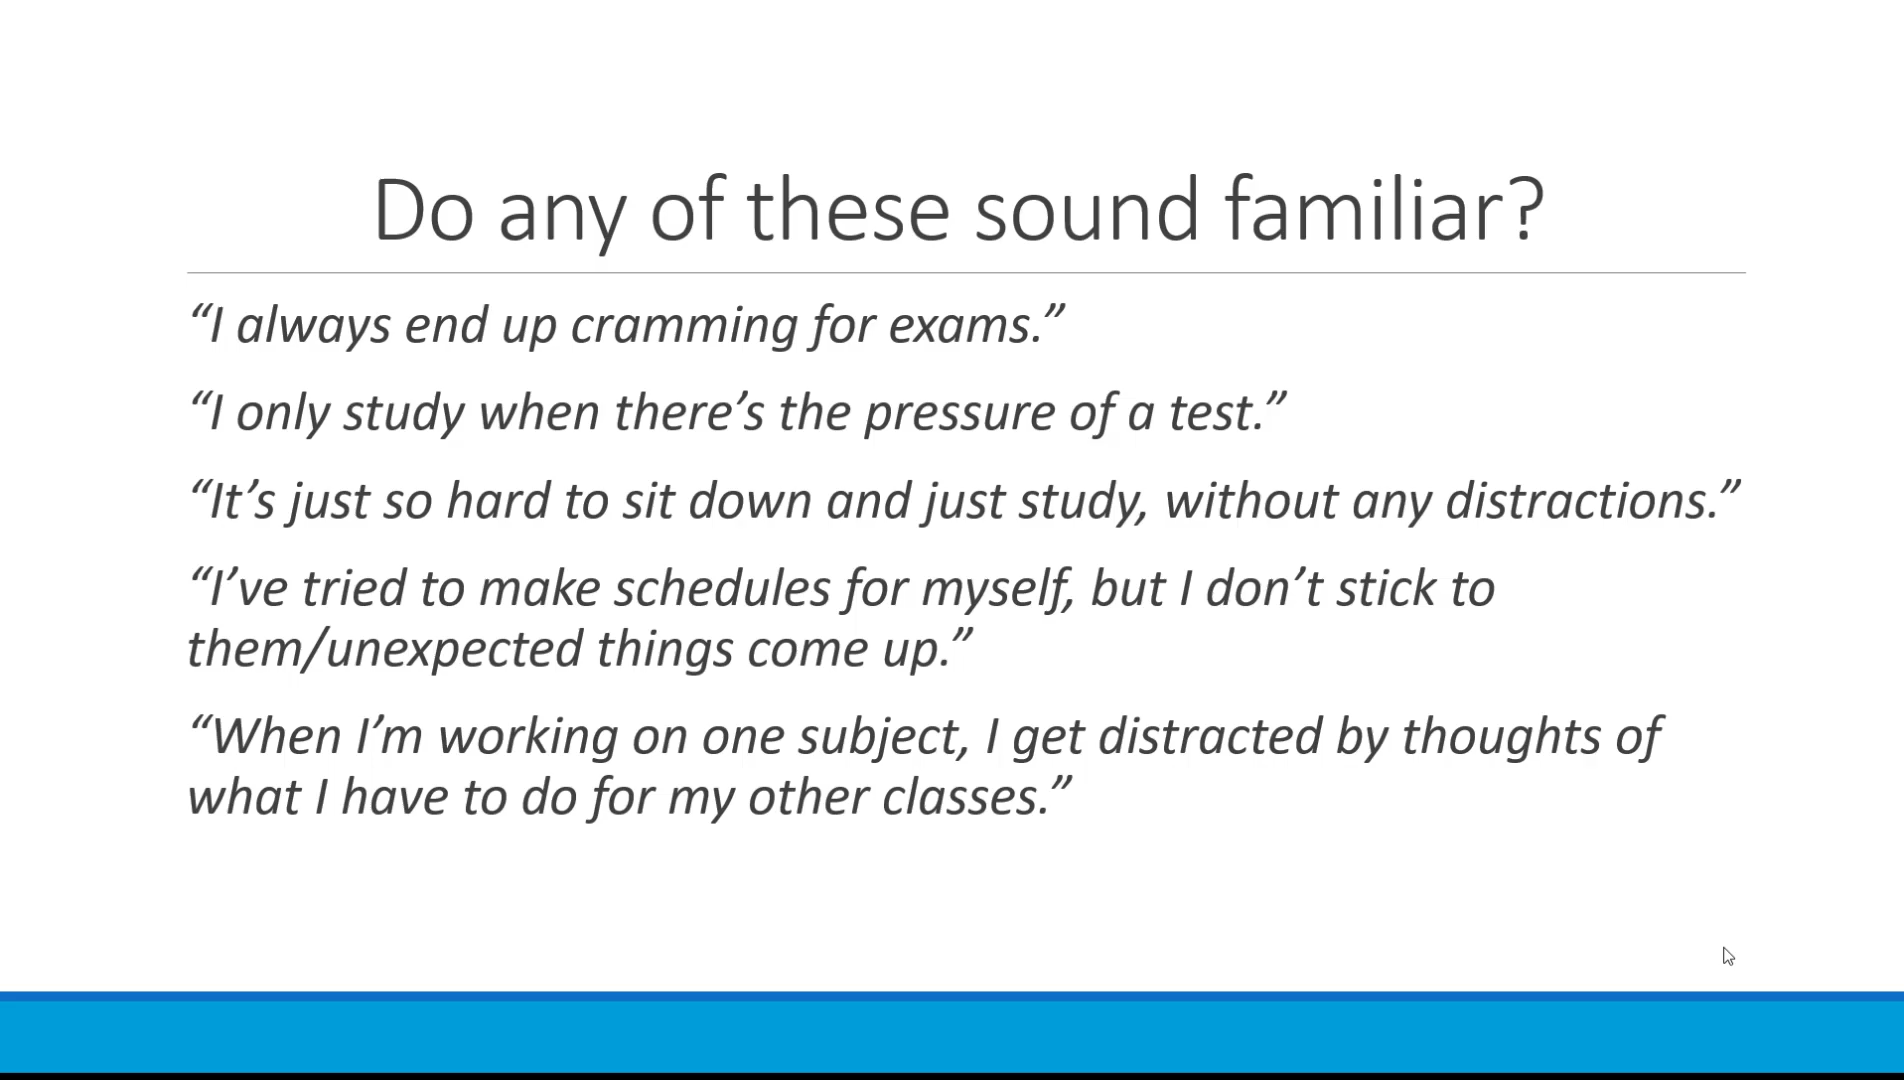 Do any of these sound familiar?
“I always end up cramming for exams.”
“I only study when there’s the pressure of a test.”
“It’s just so hard to sit down and just study, without any distractions.”
“I’ve tried to make schedules for myself, but I don’t stick to
them/unexpected things come up.”
“When I’m working on one subject, I get distracted by thoughts of
what I have to do for my other classes.”